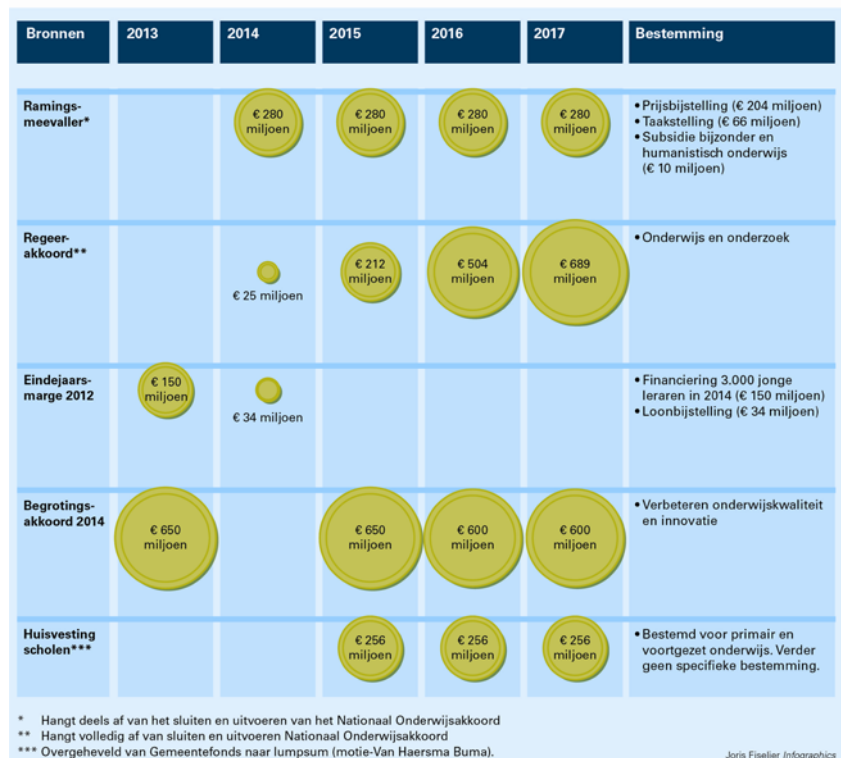 Bronnen 2013 2014 2015 2016 2017 Bestemming
Ramings-
meevaller*
€ 280
miljoen
€ 280
miljoen
€ 280
miljoen
€ 280
miljoen
• Prijsbijstelling (€ 204 miljoen)
• Taakstelling (€ 66 miljoen)
• Subsidie bijzonder en
humanistisch onderwijs
(€ 10 miljoen)
Regeer-
akkoord**
€ 25 miljoen
€ 212
miljoen
€ 504
miljoen
€ 689
miljoen
• Onderwijs en onderzoek
Eindejaars-
marge 2012
€ 150
miljoen
€ 34 miljoen
• Financiering 3.000 jonge
leraren in 2014 (€ 150 miljoen)
• Loonbijstelling (€ 34 miljoen)
Begrotings-
akkoord 2014
€ 650
miljoen
€ 650
miljoen
€ 600
miljoen
€ 600
miljoen
• Verbeteren onderwijskwaliteit
en innovatie
Huisvesting
scholen***
€ 256
miljoen
€ 256
miljoen
€ 256
miljoen
• Bestemd voor primair en
voortgezet onderwijs. Verder
geen specifieke bestemming.
* Hangt deels af van het sluiten en uitvoeren van het Nationaal Onderwijsakkoord
** Hangt volledig af van sluiten en uitvoeren Nationaal Onderwijsakkoord
*** Overgeheveld van Gemeentefonds naar lumpsum (motie-Van Haersma Buma).
Joris Fiselier Infographics